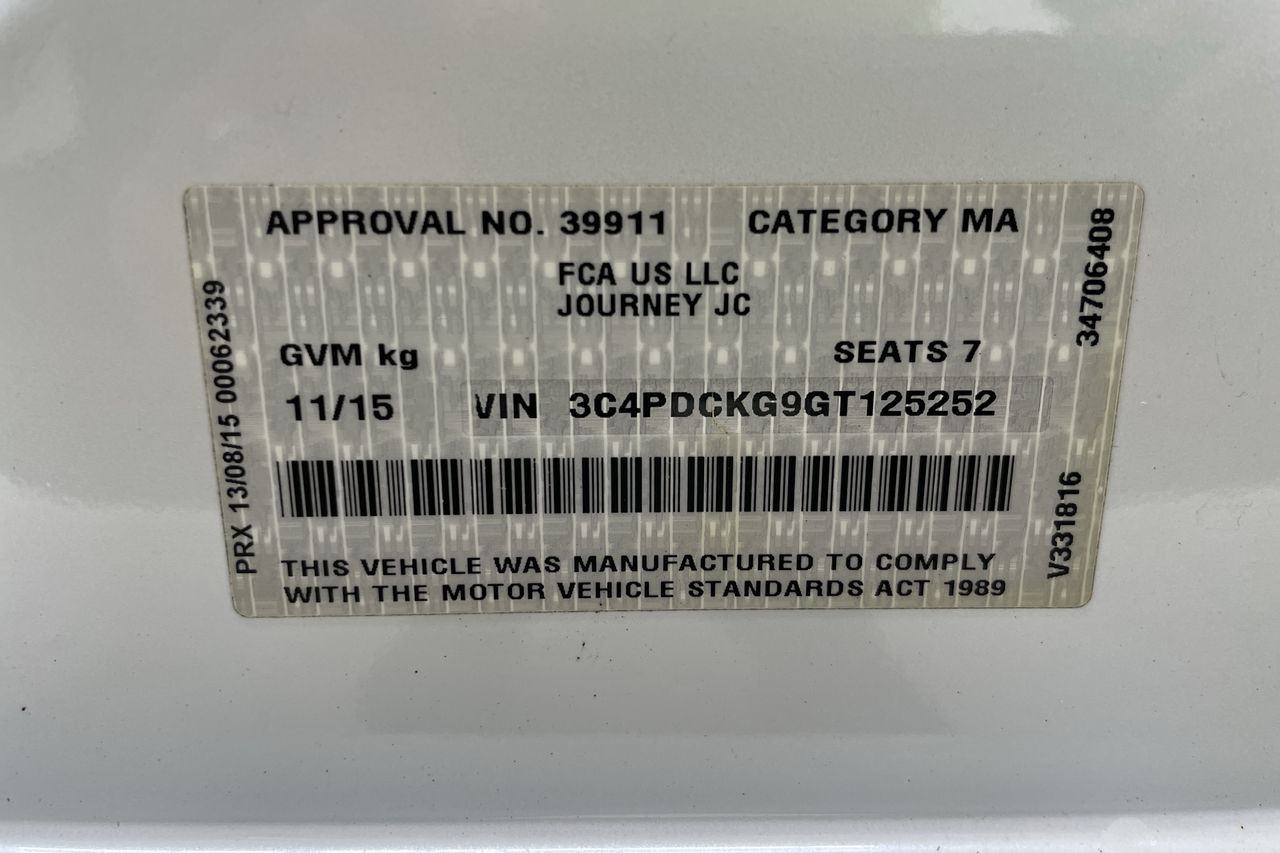 APPROVAL NO. 39911 CATEGORY MA
FCA US LLC
JOURNEY JC
GVM kg SEATS 7
11/15 VIN 3C4PDCKG9GT125252
THIS VEHICLE WAS MANUFACTURED TO COMPLY
WITH THE MOTOR VEHICLE STANDARDS ACT 1989
PRX 13/08/15 00062339
34706408
V331816